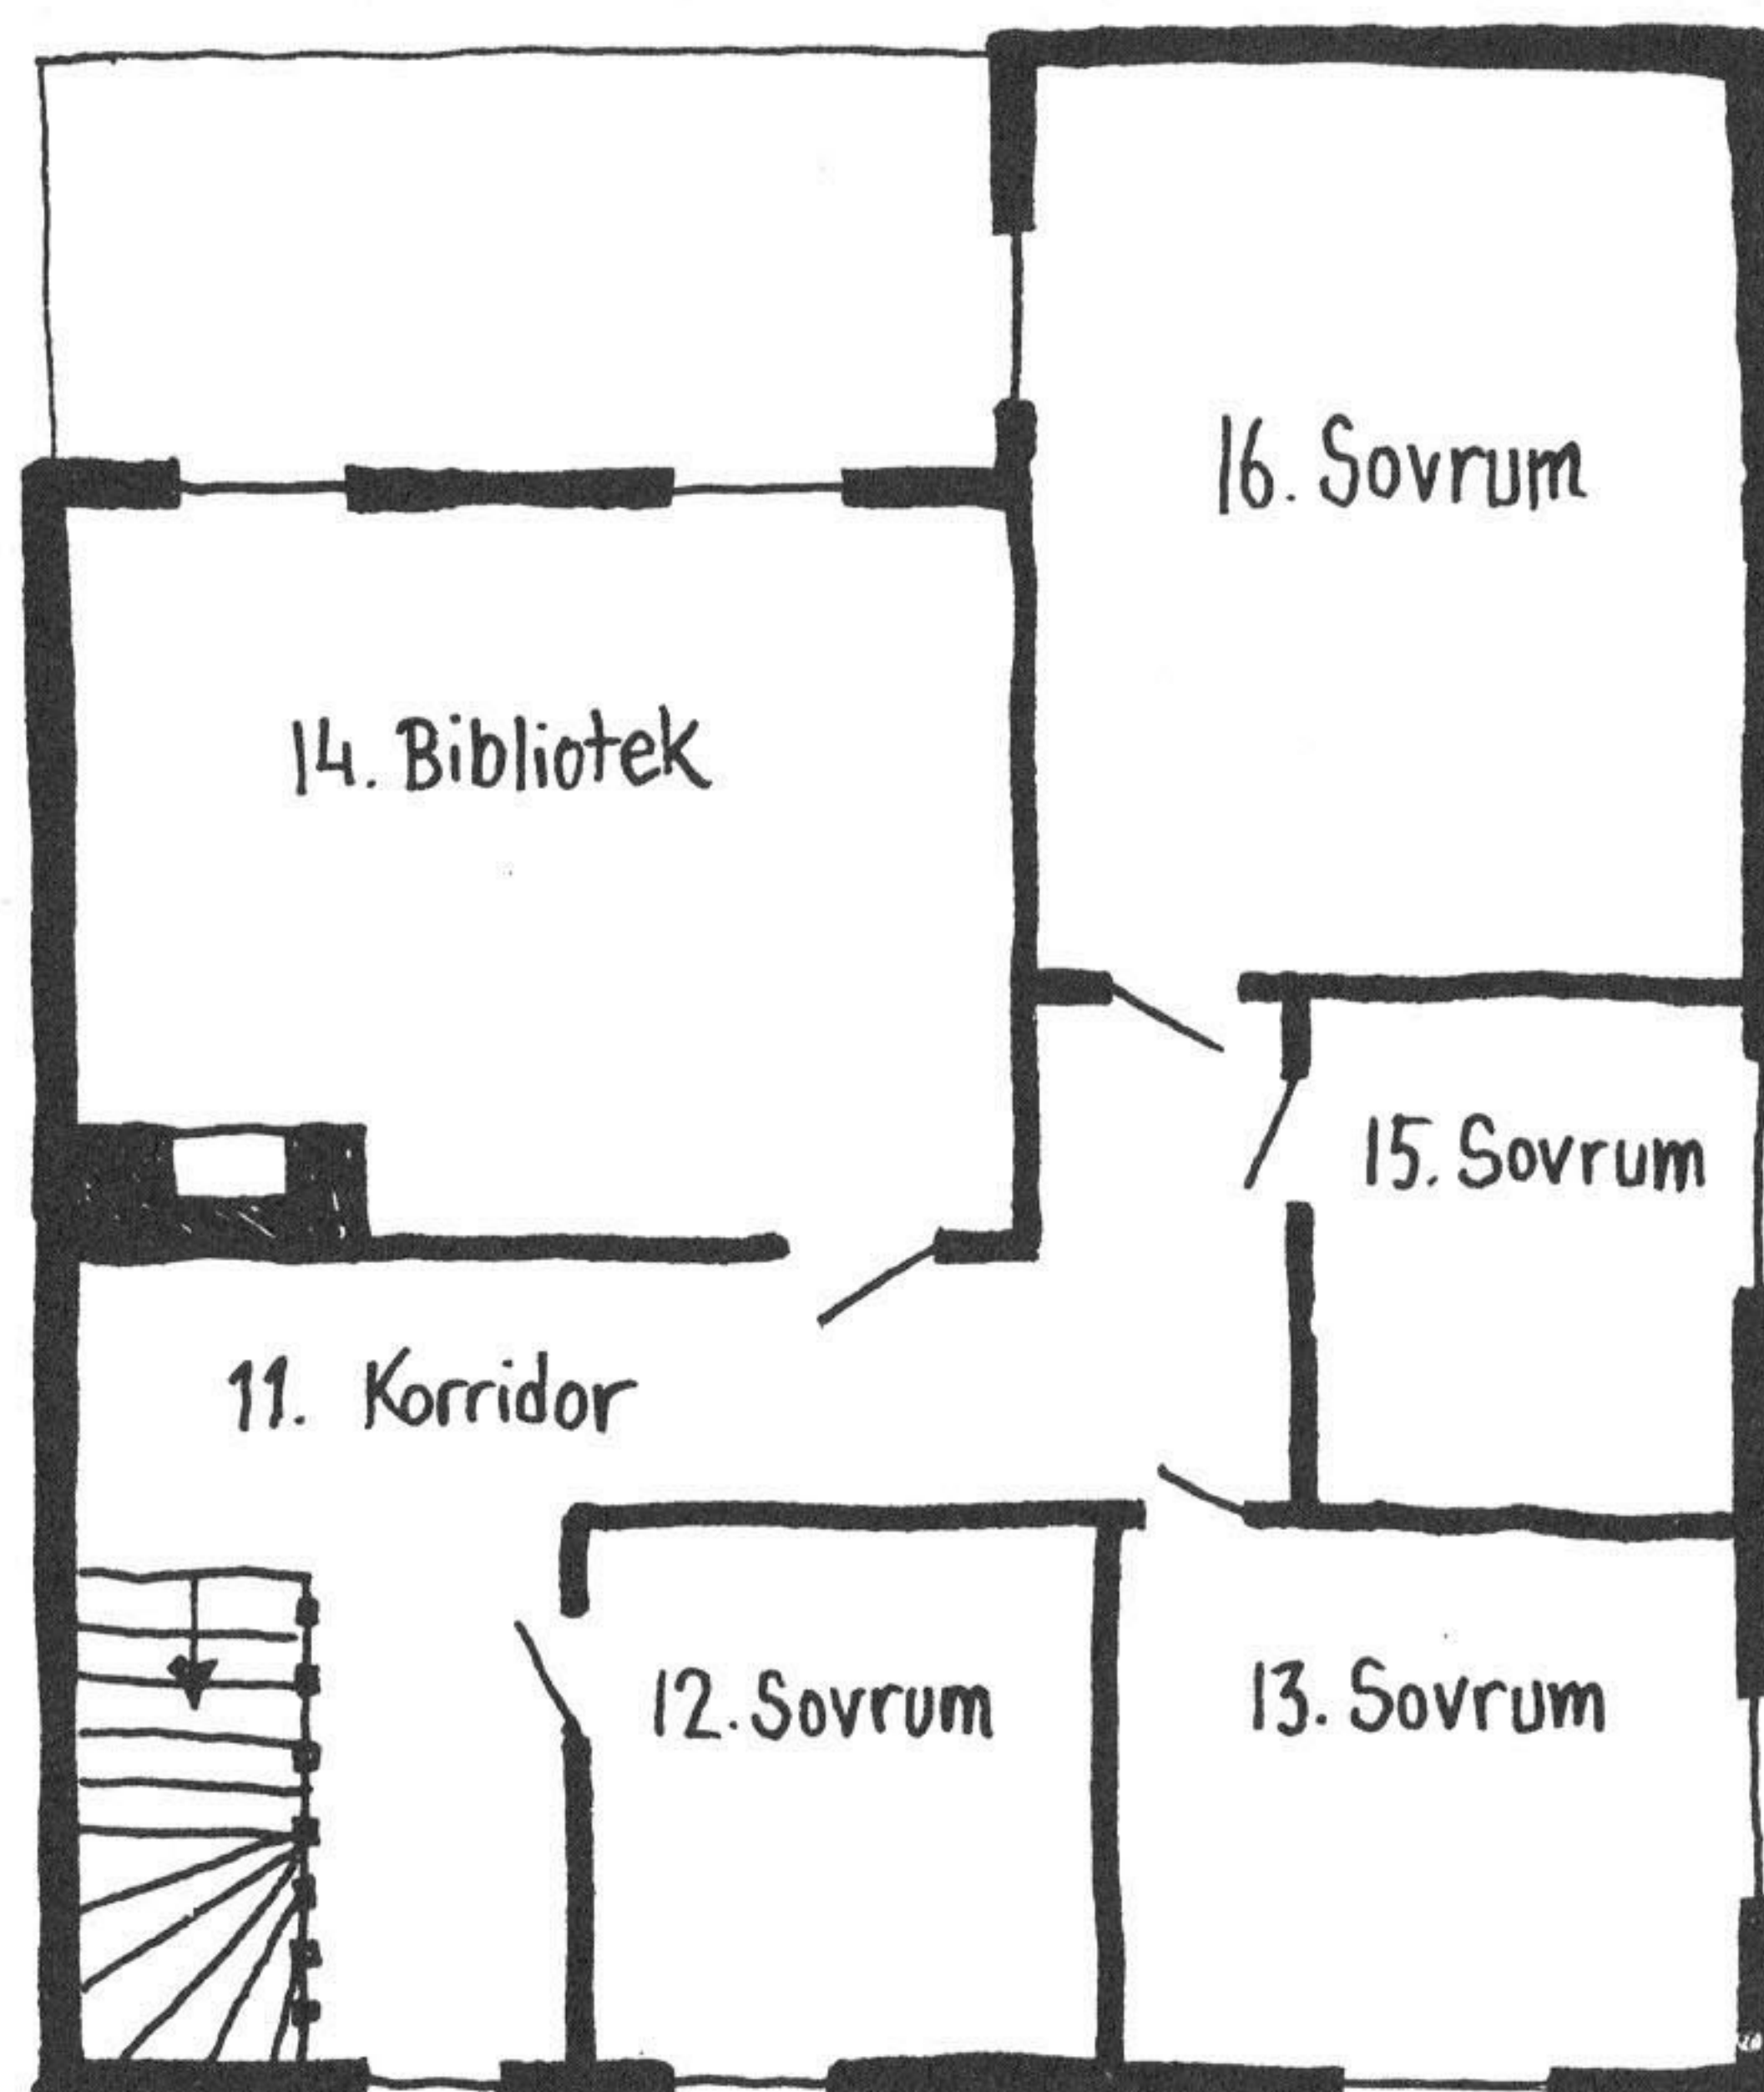 16. Sovrum
14. Bibliotek
15. Sovrum
11. Korridor
12. Sovrum
13. Sovrum